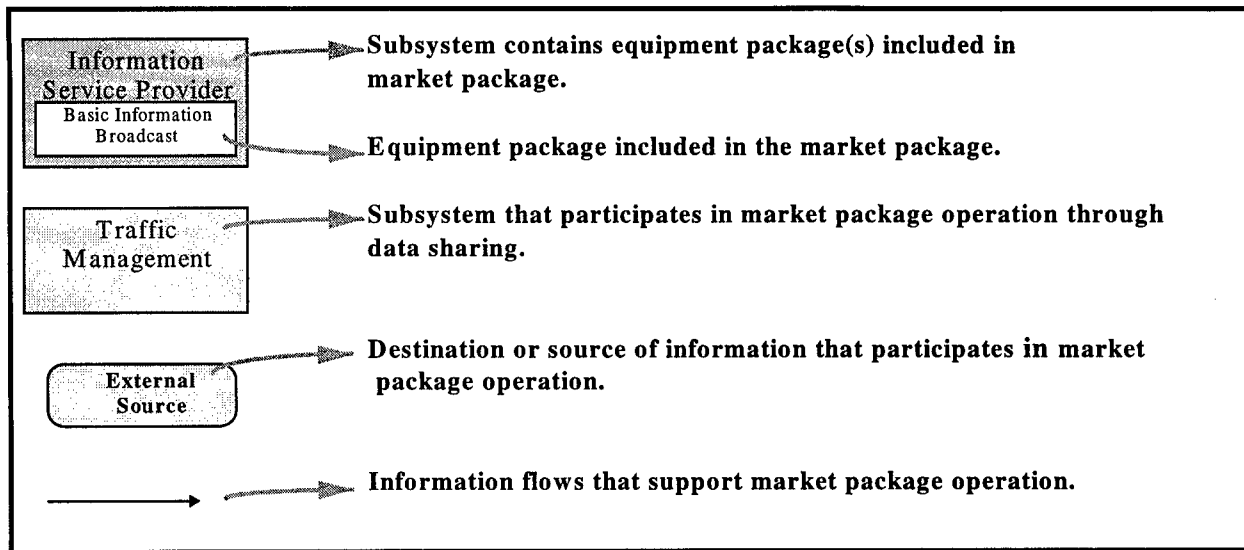 Information
Service Provider
Basic Information
Broadcast
Subsystem contains equipment package(s) included in
market package.
Equipment package included in the market package.
Traffic
Management
Subsystem that participates in market package operation through
data sharing.
External
Source
Destination or source of information that participates in market
package operation.
Information flows that support market package operation.